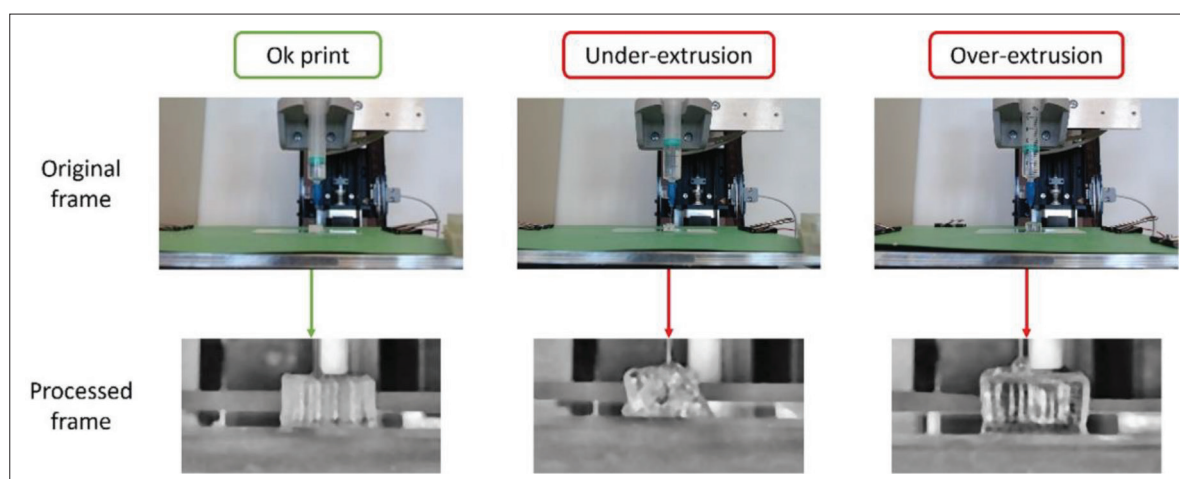 Ok print
Under-extrusion
Over-extrusion
Original
frame
Processed
frame